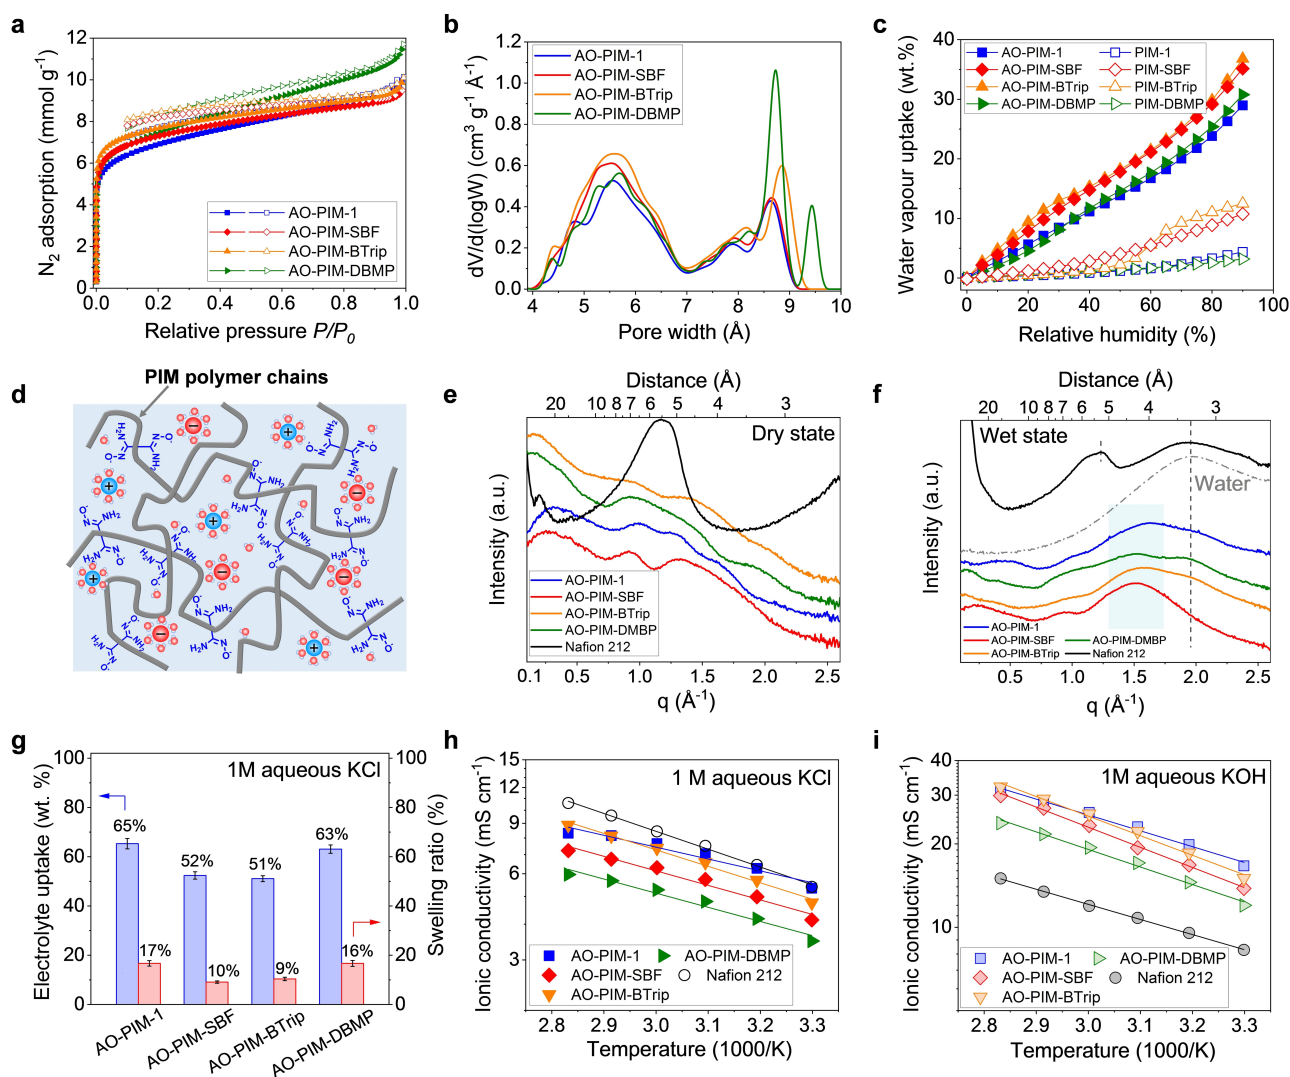 a
N₂ adsorption (mmol g⁻¹)
12
10
8
6
4
2
0
0.0
0.2
0.4
0.6
0.8
1.0
Relative pressure P/P₀
AO-PIM-1
AO-PIM-SBF
AO-PIM-BTrip
AO-PIM-DBMP
b
dV/d(logW) (cm³ g⁻¹ Å⁻¹)
1.2
1.0
0.8
0.6
0.4
0.2
0.0
4
5
6
7
8
9
10
Pore width (Å)
AO-PIM-1
AO-PIM-SBF
AO-PIM-BTrip
AO-PIM-DBMP
c
Water vapour uptake (wt.%)
40
30
20
10
0
0
20
40
60
80
100
Relative humidity (%)
AO-PIM-1 PIM-1
AO-PIM-SBF PIM-SBF
AO-PIM-BTrip PIM-BTrip
AO-PIM-DBMP PIM-DBMP
d
PIM polymer chains
e
Distance (Å)
20 10 8 7 6 5 4 3
Dry state
Intensity (a.u.)
AO-PIM-1
AO-PIM-SBF
AO-PIM-BTrip
AO-PIM-DMBP
Nafion 212
0.1 0.5 1.0 1.5 2.0 2.5
q (Å⁻¹)
f
Distance (Å)
20 10 8 7 6 5 4 3
Wet state
Water
Intensity (a.u.)
AO-PIM-1
AO-PIM-SBF AO-PIM-DMBP
AO-PIM-BTrip Nafion 212
0.5 1.0 1.5 2.0 2.5
q (Å⁻¹)
g
1M aqueous KCl
Electrolyte uptake (wt. %)
100
80
60
40
20
0
65%
52%
51%
63%
17%
10%
9%
16%
100
80
60
40
20
0
Swelling ratio (%)
AO-PIM-1
AO-PIM-SBF
AO-PIM-BTrip
AO-PIM-DBMP
h
1 M aqueous KCl
Ionic conductivity (mS cm⁻¹)
15
12
9
6
3
AO-PIM-1 AO-PIM-DBMP
AO-PIM-SBF Nafion 212
AO-PIM-BTrip
2.8 2.9 3.0 3.1 3.2 3.3
Temperature (1000/K)
i
1M aqueous KOH
Ionic conductivity (mS cm⁻¹)
40
30
20
10
AO-PIM-1 AO-PIM-DBMP
AO-PIM-SBF Nafion 212
AO-PIM-BTrip
2.8 2.9 3.0 3.1 3.2 3.3
Temperature (1000/K)